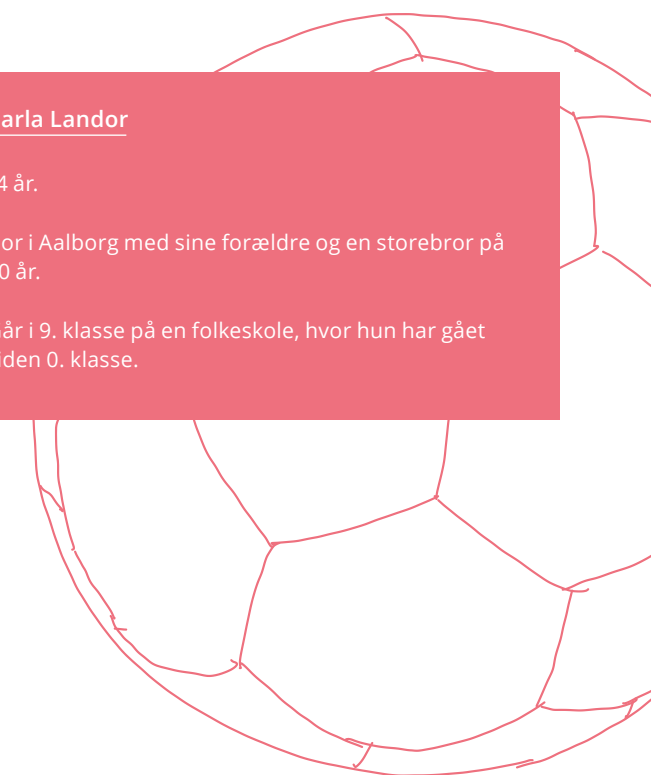 arla Landor
4 år.
or i Aalborg med sine forældre og en storebror på
0 år.
år i 9. klasse på en folkeskole, hvor hun har gået
iden 0. klasse.